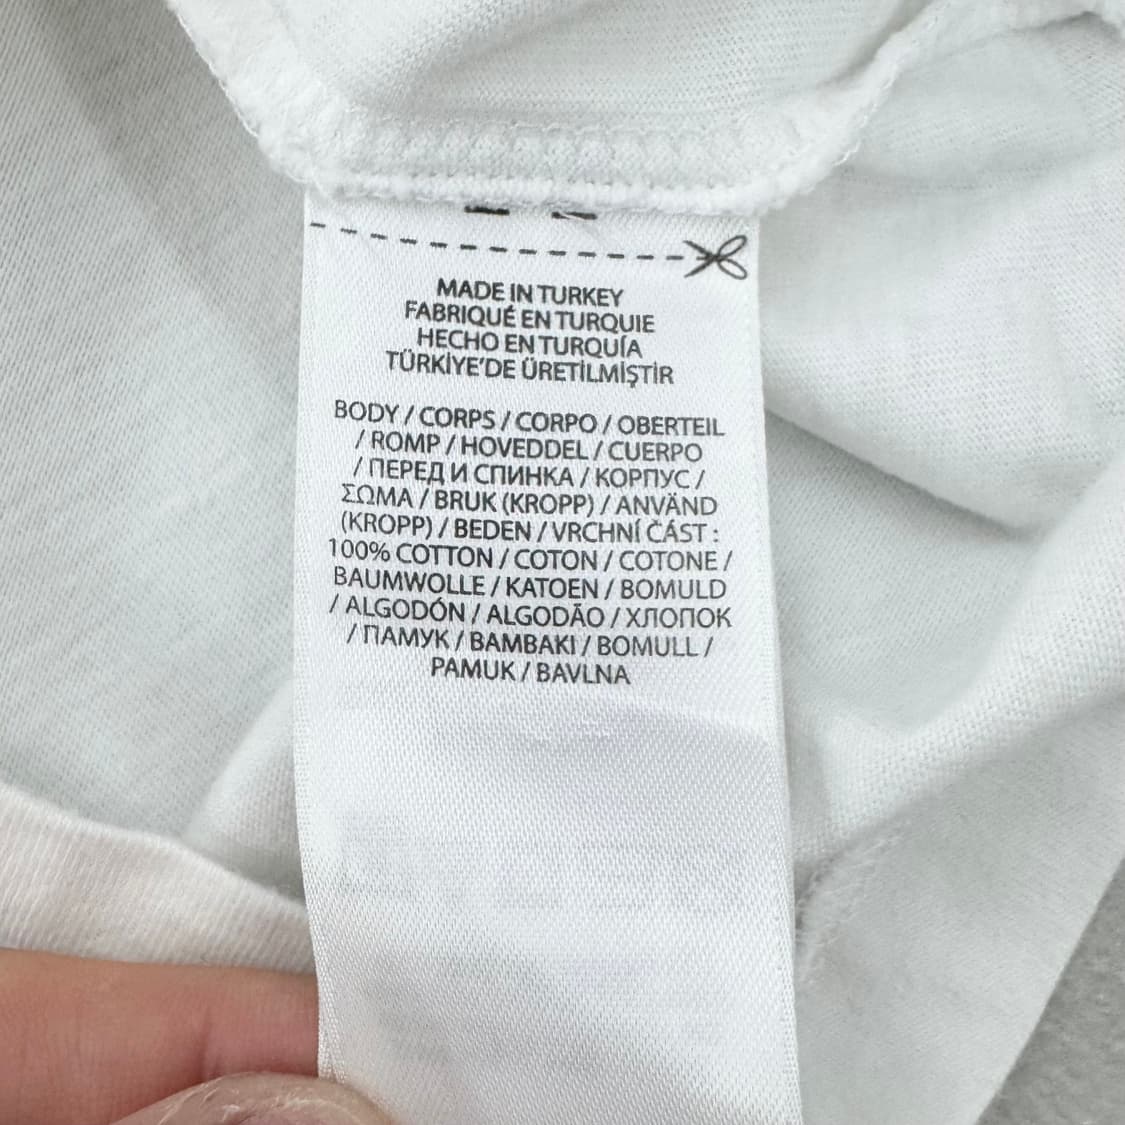 MADE IN TURKEY
FABRIQUÉ EN TURQUIE
HECHO EN TURQUÍA
TÜRKİYE'DE ÜRETİLMİŞTİR
BODY / CORPS / CORPO / OBERTEIL
/ ROMP / HOVEDDEL / CUERPO
/ ПЕРЕД И СПИНКА / КОРПУС /
ΣΩΜΑ / BRUK (KROPP) / ANVÄND
(KROPP) / BEDEN / VRCHNÍ ČÁST :
100% COTTON / COTON / COTONE /
BAUMWOLLE / KATOEN / BOMULD
/ ALGODÓN / ALGODÃO / ХЛОПОК
/ ПАМУК / BAMBAKI / BOMULL /
PAMUK / BAVLNA